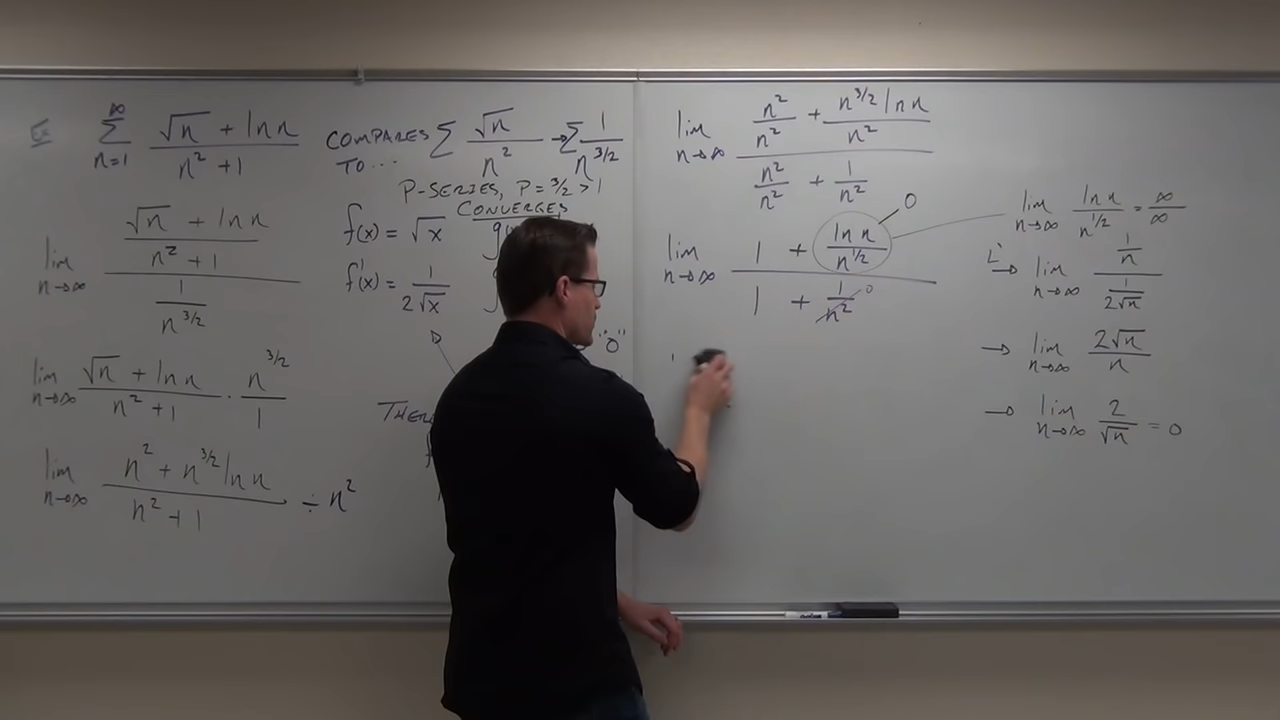 Ex ∞ ∑ n=1 (√n + ln n)/(n² + 1) COMPARES TO... ∑ √n/n² → ∑ 1/n^(3/2)
P-SERIES, P = 3/2 > 1
CONVERGES
lim n→∞ ((√n + ln n)/(n² + 1))/(1/n^(3/2))
lim n→∞ (√n + ln n)/(n² + 1) · n^(3/2)/1
lim n→∞ (n² + n^(3/2) ln n)/(n² + 1) ÷ n²
f(x) = √x
f'(x) = 1/(2√x)
"0"
lim n→∞ (n²/n² + (n^(3/2) ln n)/n²)/(n²/n² + 1/n²)
lim n→∞ (1 + ln n/n^(1/2))/(1 + 1/n²) 0 0
lim n→∞ ln n/n^(1/2) = ∞/∞
L' → lim n→∞ (1/n)/(1/(2√n))
→ lim n→∞ 2√n/n
→ lim n→∞ 2/√n = 0